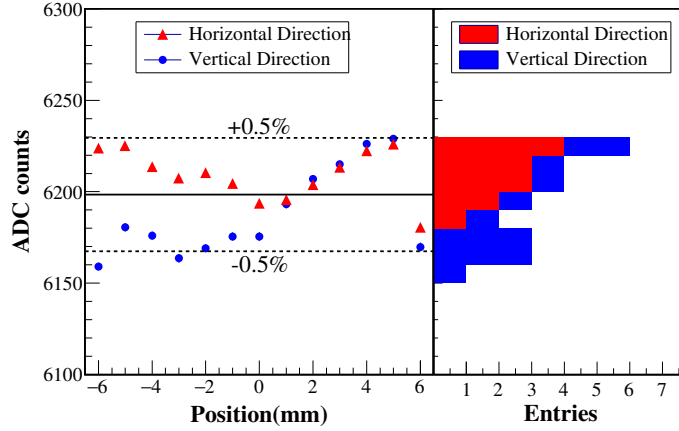 6300
6250
6200
6150
6100
ADC counts
Horizontal Direction
Vertical Direction
+0.5%
-0.5%
−6 −4 −2 0 2 4 6
Position(mm)
Horizontal Direction
Vertical Direction
1 2 3 4 5 6 7
Entries